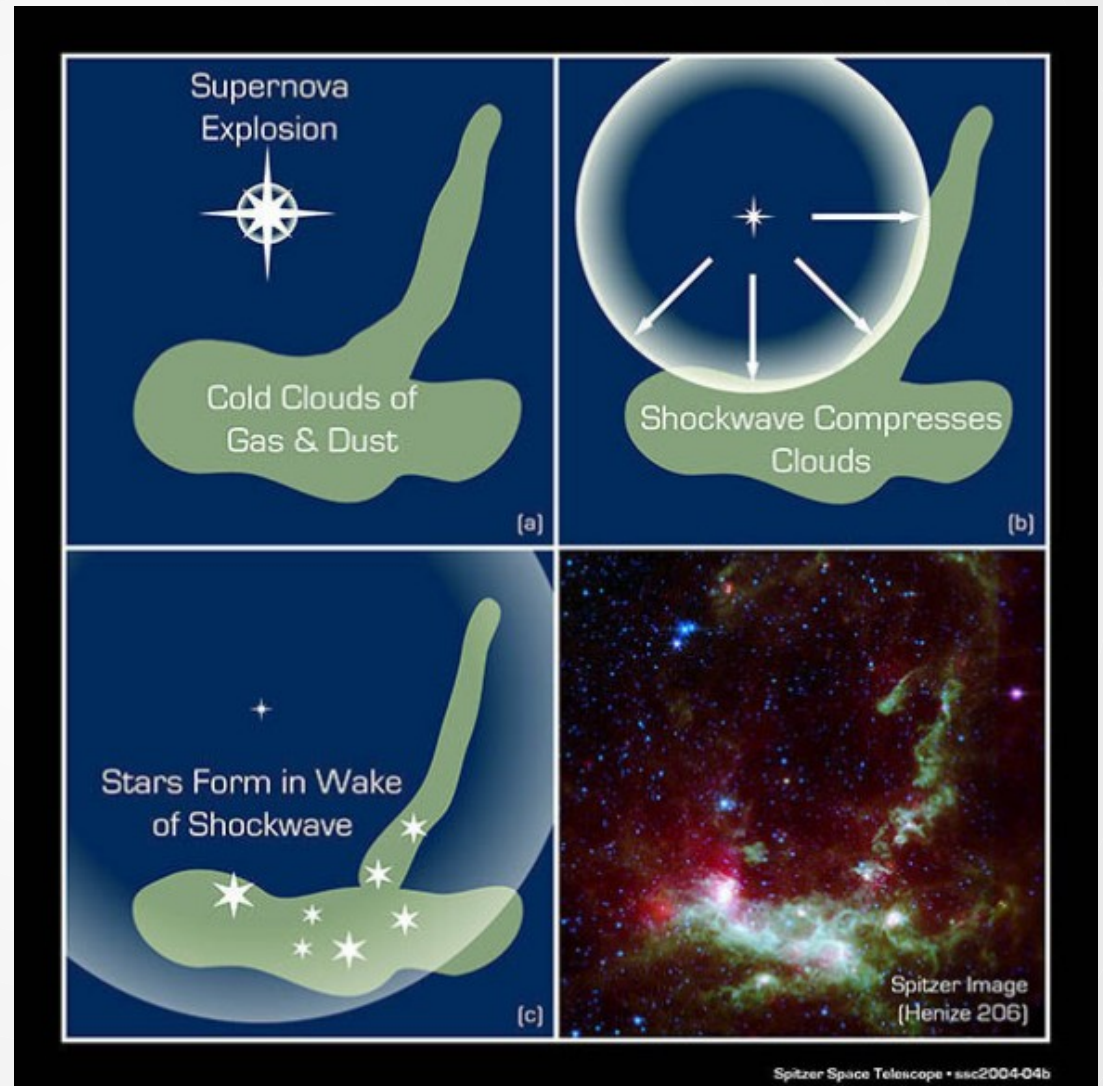 Supernova
Explosion
Cold Clouds of
Gas & Dust
(a)
Shockwave Compresses
Clouds
(b)
Stars Form in Wake
of Shockwave
(c)
Spitzer Image
(Henize 206)
Spitzer Space Telescope • ssc2004-04b